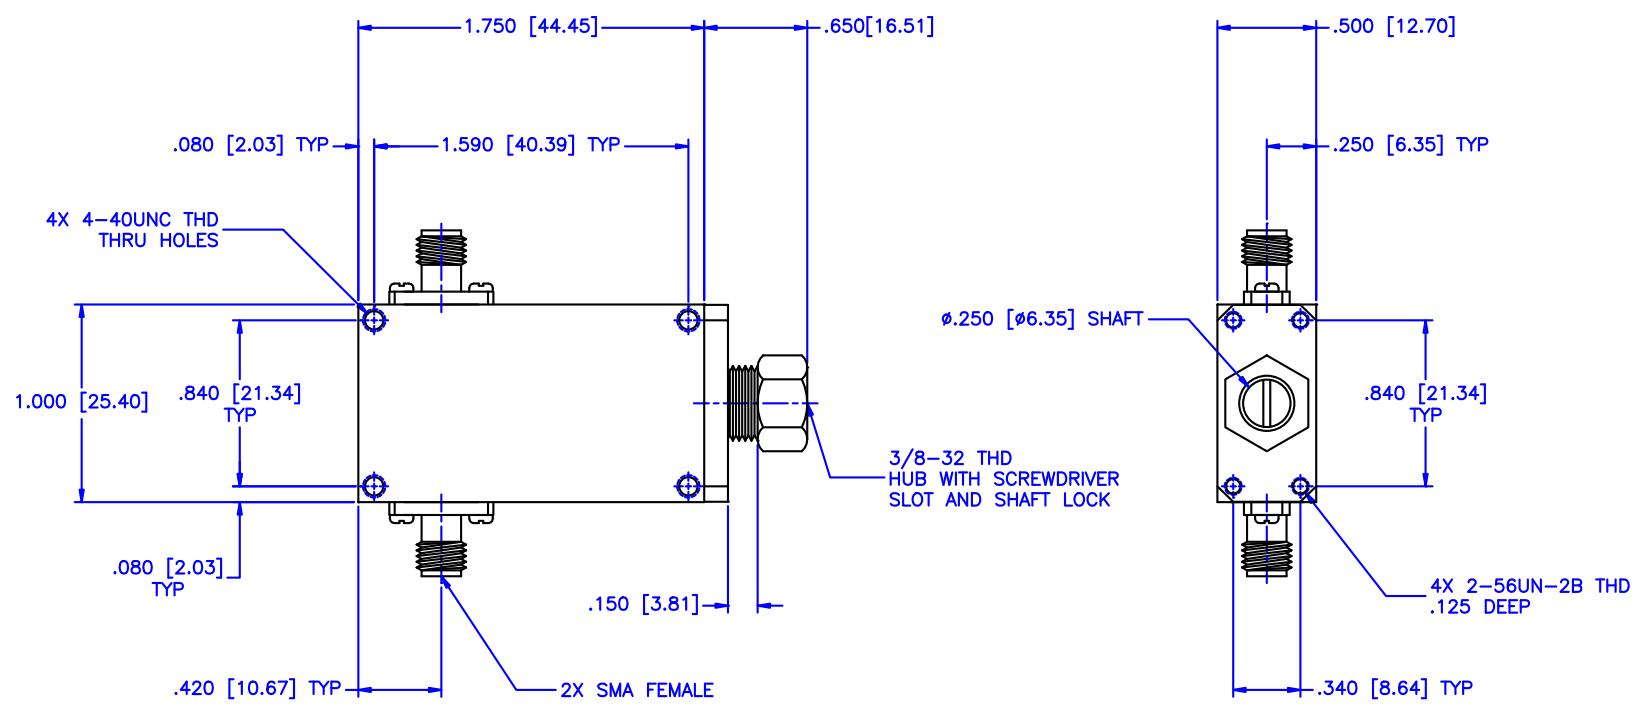 1.750 [44.45]
.650[16.51]
.500 [12.70]
.080 [2.03] TYP
1.590 [40.39] TYP
.250 [6.35] TYP
4X 4-40UNC THD
THRU HOLES
ø.250 [ø6.35] SHAFT
1.000 [25.40]
.840 [21.34]
TYP
.840 [21.34]
TYP
3/8-32 THD
HUB WITH SCREWDRIVER
SLOT AND SHAFT LOCK
.080 [2.03]
TYP
.150 [3.81]
4X 2-56UN-2B THD
.125 DEEP
.420 [10.67] TYP
2X SMA FEMALE
.340 [8.64] TYP